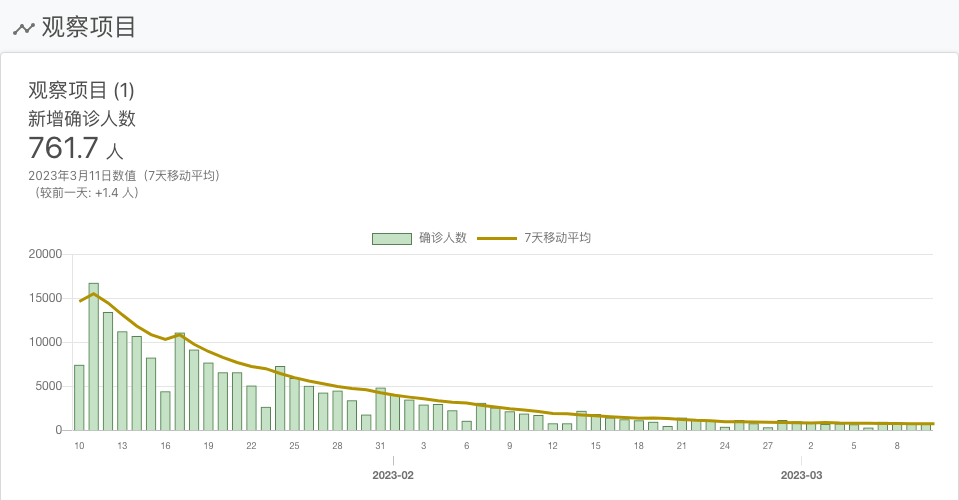 观察项目
观察项目 (1)
新增确诊人数
761.7 人
2023年3月11日数值（7天移动平均）
（较前一天: +1.4 人）
确诊人数 7天移动平均
20000
15000
10000
5000
0
10 13 16 19 22 25 28 31 3 6 9 12 15 18 21 24 27 2 5 8
2023-02 2023-03